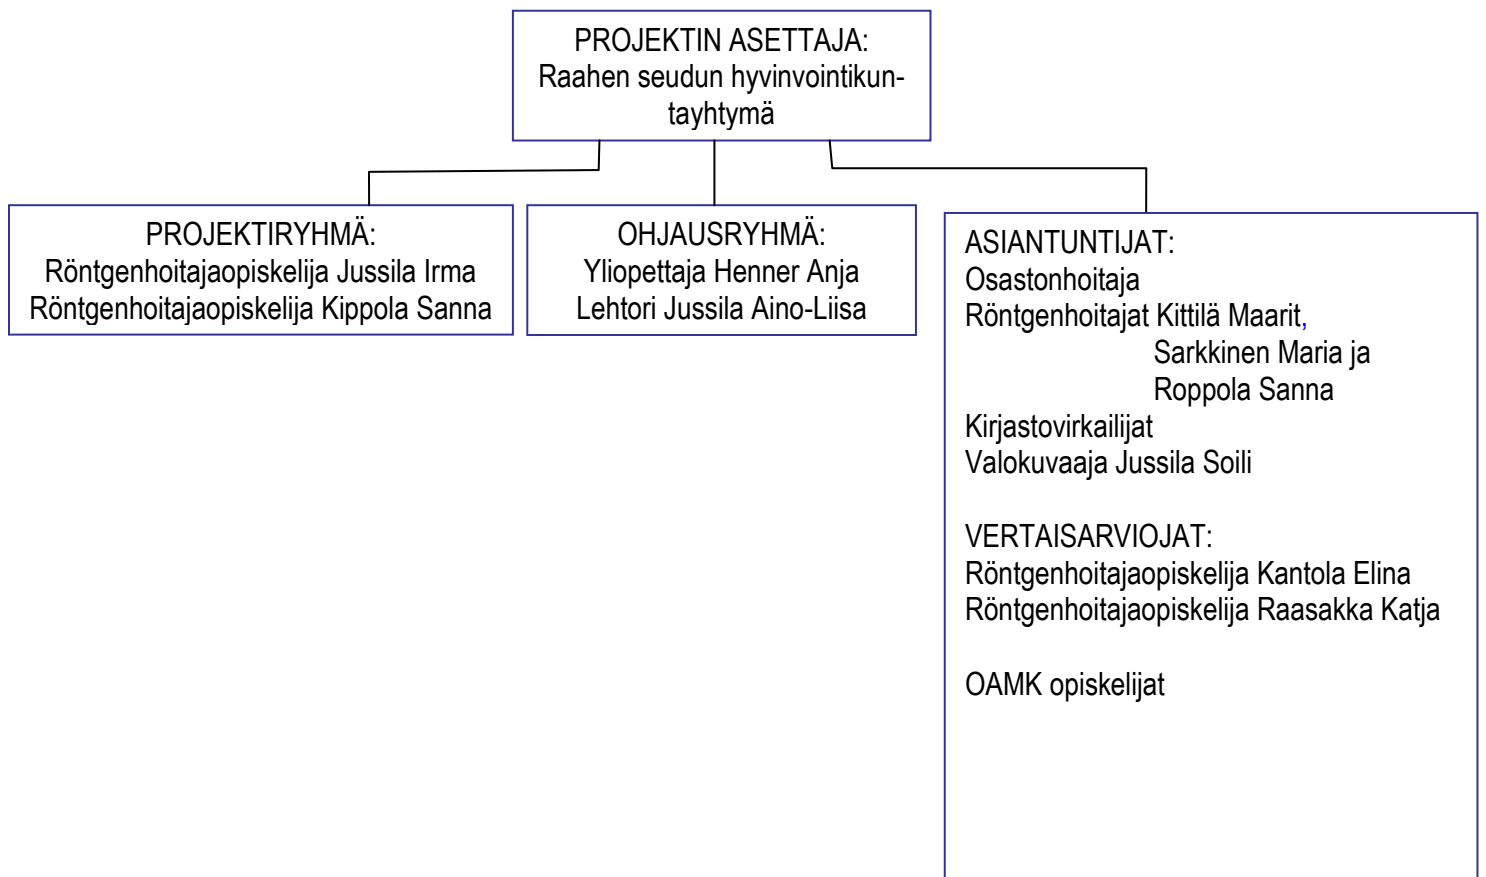 PROJEKTIN ASETTAJA:
Raahen seudun hyvinvointikun-
tayhtymä
PROJEKTIRYHMÄ:
Röntgenhoitajaopiskelija Jussila Irma
Röntgenhoitajaopiskelija Kippola Sanna
OHJAUSRYHMÄ:
Yliopettaja Henner Anja
Lehtori Jussila Aino-Liisa
ASIANTUNTIJAT:
Osastonhoitaja
Röntgenhoitajat Kittilä Maarit,
Sarkkinen Maria ja
Roppola Sanna
Kirjastovirkailijat
Valokuvaaja Jussila Soili
VERTAISARVIOJAT:
Röntgenhoitajaopiskelija Kantola Elina
Röntgenhoitajaopiskelija Raasakka Katja
OAMK opiskelijat